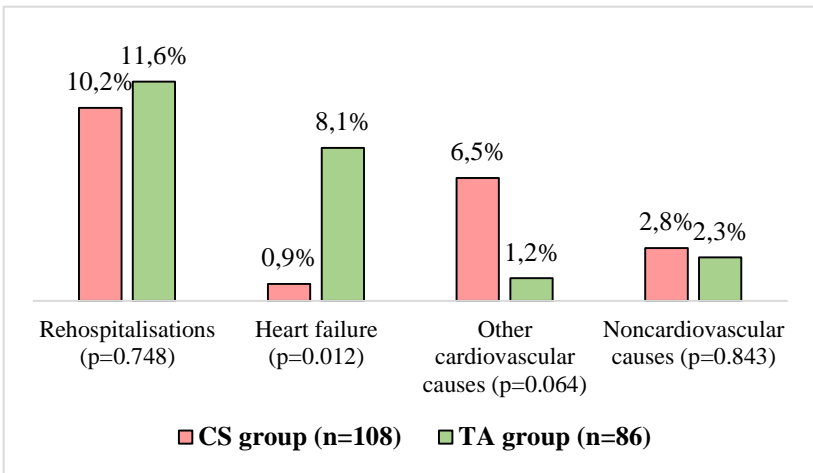 10,2%
11,6%
0,9%
8,1%
6,5%
1,2%
2,8%
2,3%
Rehospitalisations
(p=0.748)
Heart failure
(p=0.012)
Other
cardiovascular
causes (p=0.064)
Noncardiovascular
causes (p=0.843)
CS group (n=108)
TA group (n=86)